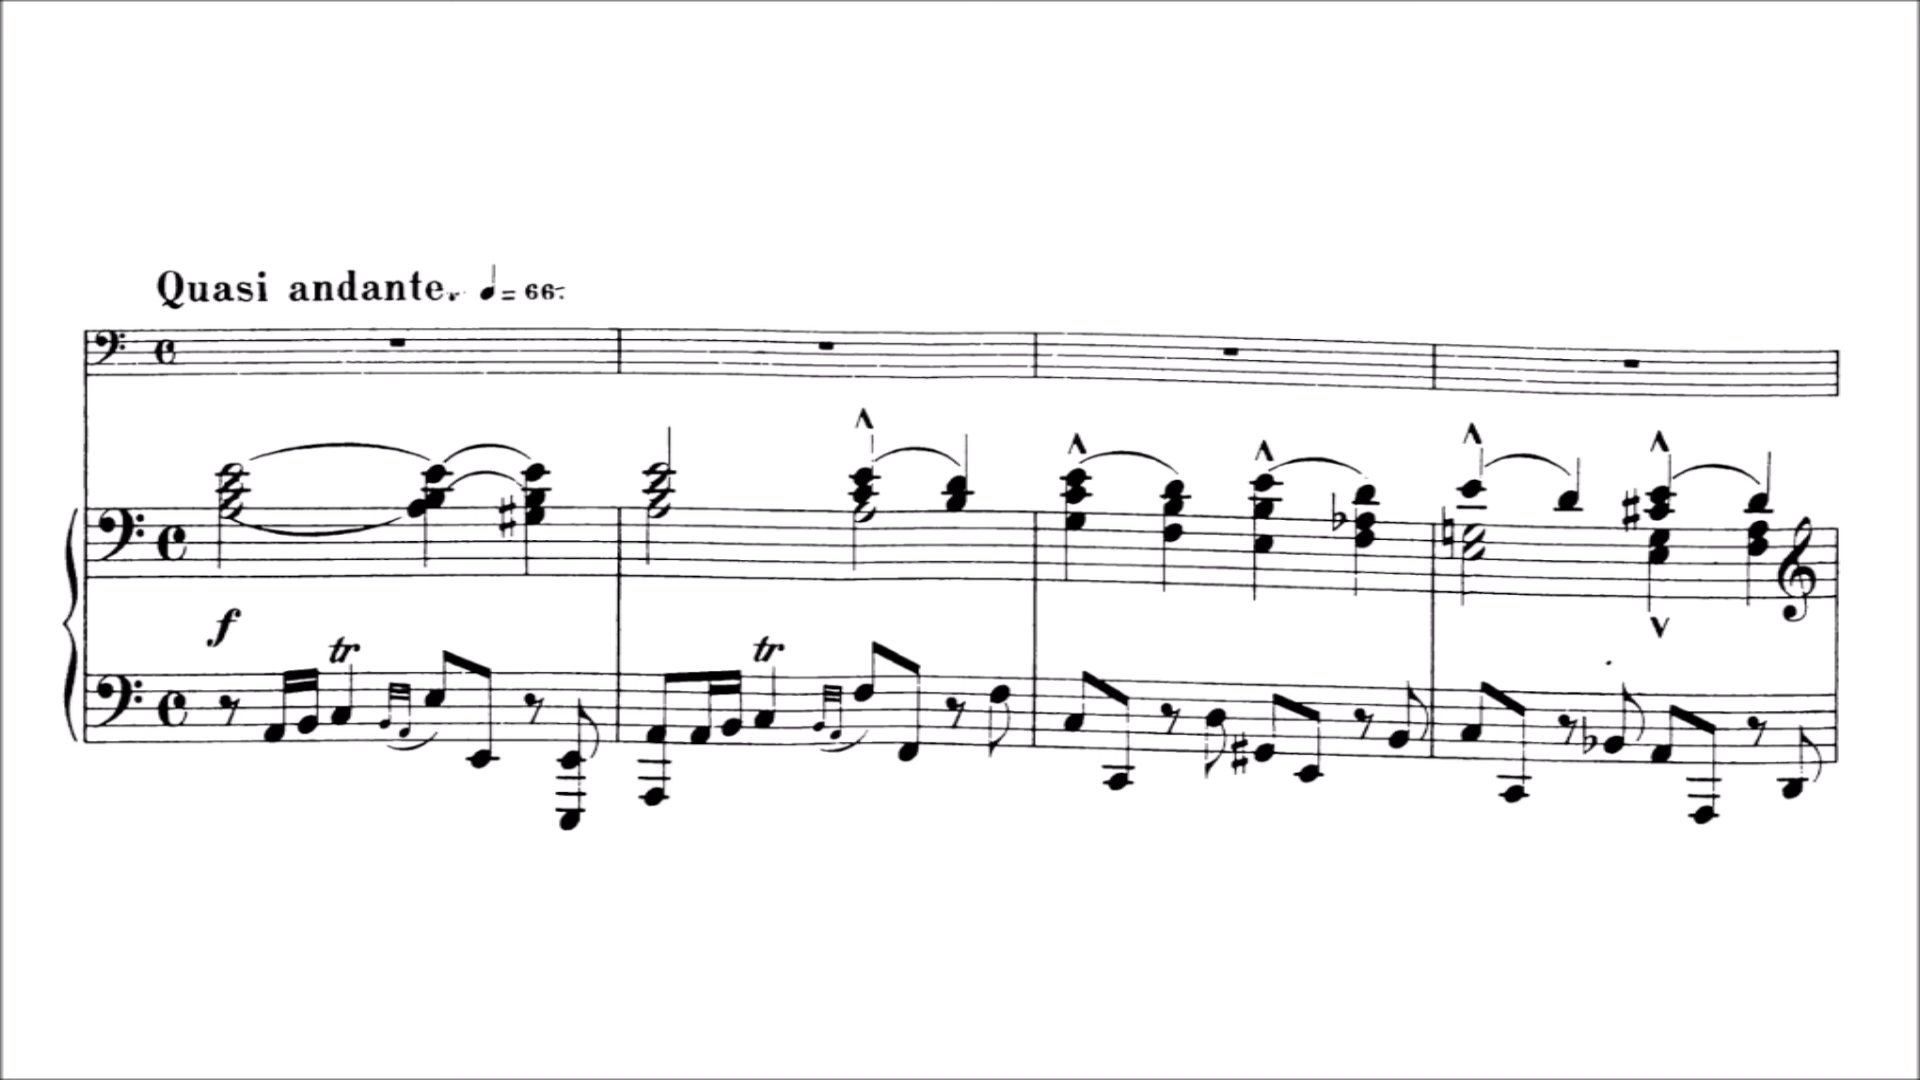 Quasi andante. ♩= 66.
f
tr tr